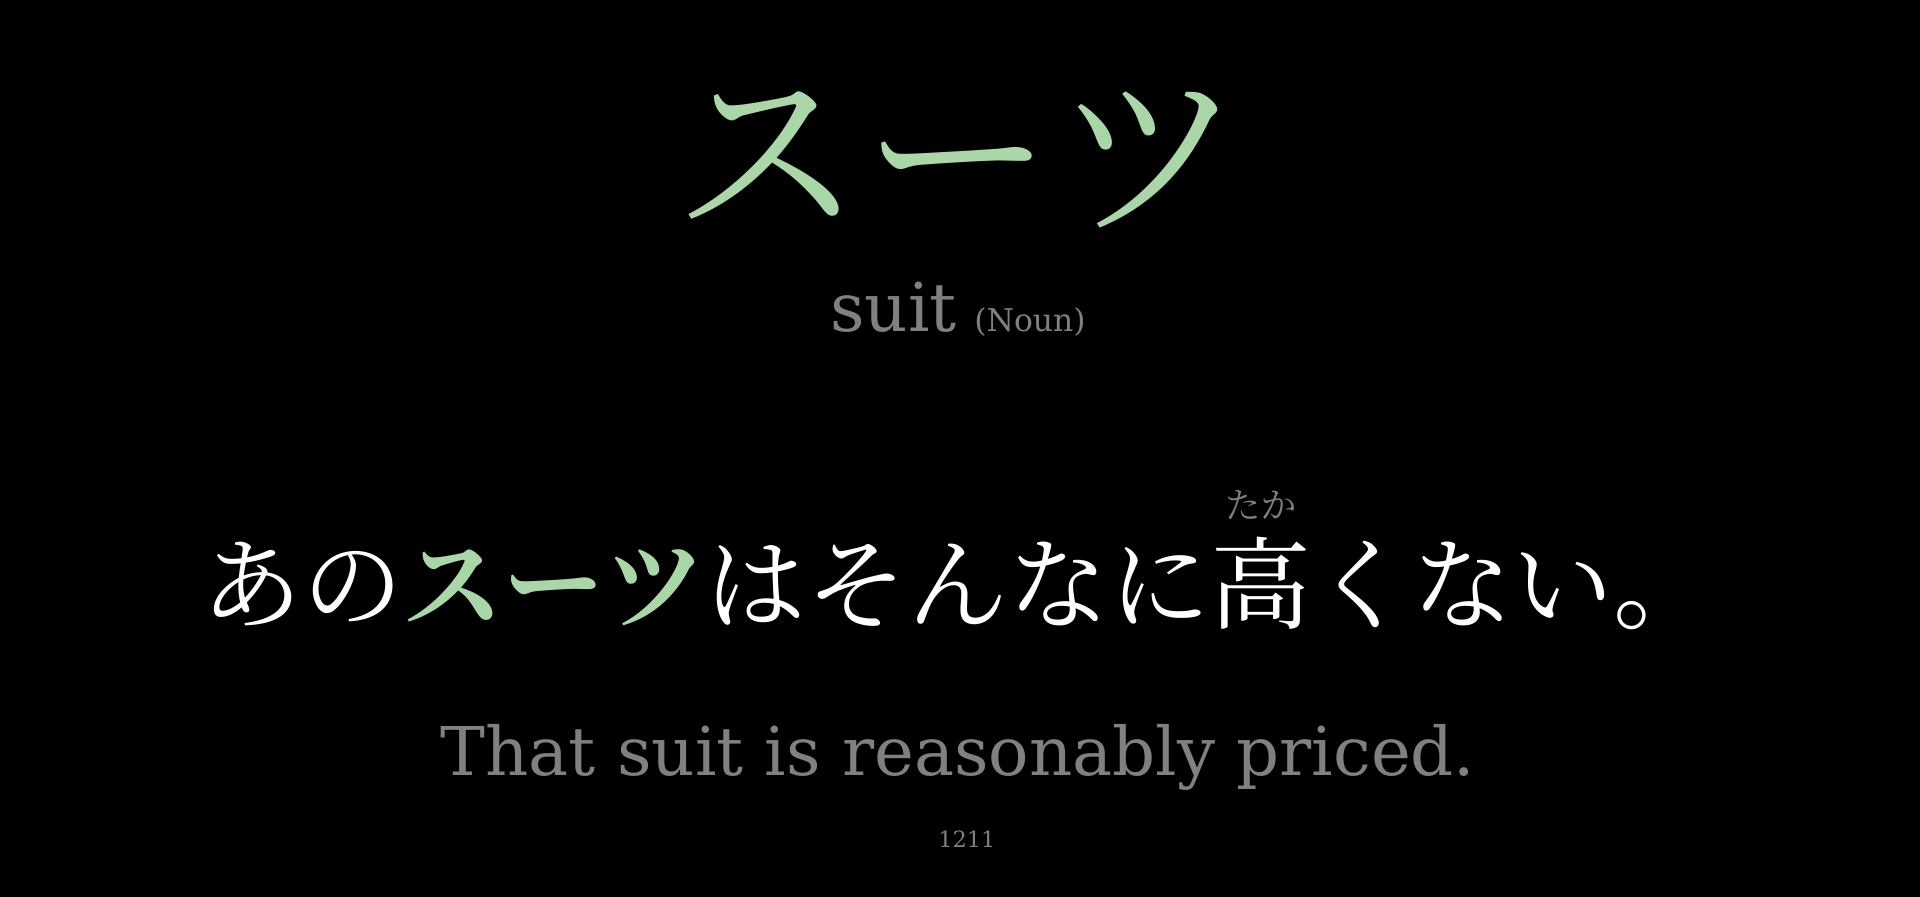 スーツ
suit (Noun)
たか
あのスーツはそんなに高くない。
That suit is reasonably priced.
1211